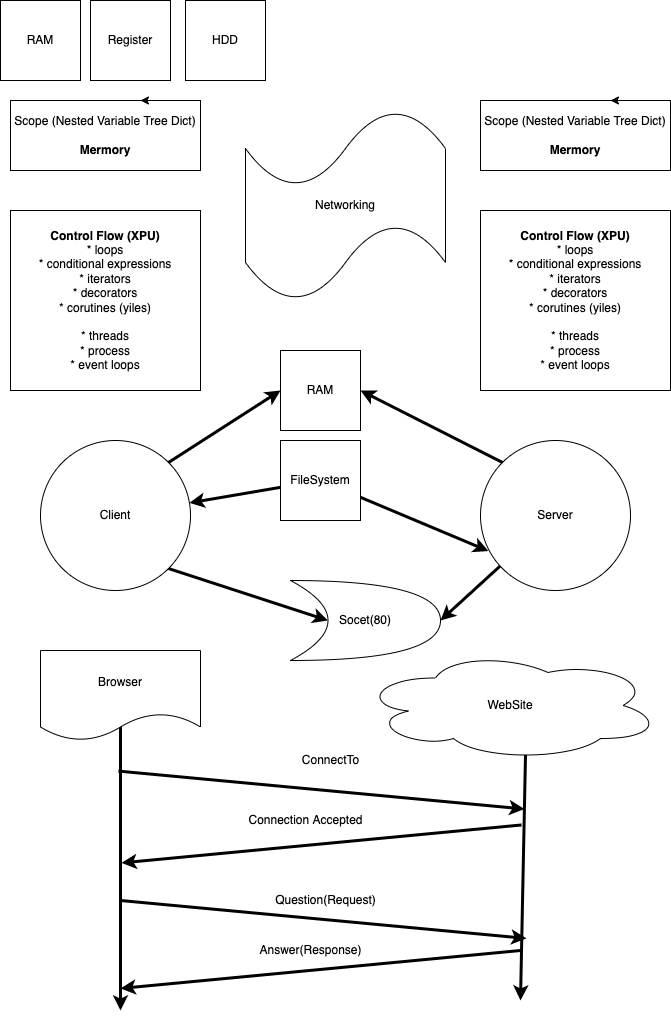 RAM
Register
HDD
Scope (Nested Variable Tree Dict)
Mermory
Scope (Nested Variable Tree Dict)
Mermory
Networking
Control Flow (XPU)
* loops
* conditional expressions
* iterators
* decorators
* corutines (yiles)
* threads
* process
* event loops
Control Flow (XPU)
* loops
* conditional expressions
* iterators
* decorators
* corutines (yiles)
* threads
* process
* event loops
RAM
FileSystem
Client
Server
Socet(80)
Browser
WebSite
ConnectTo
Connection Accepted
Question(Request)
Answer(Response)